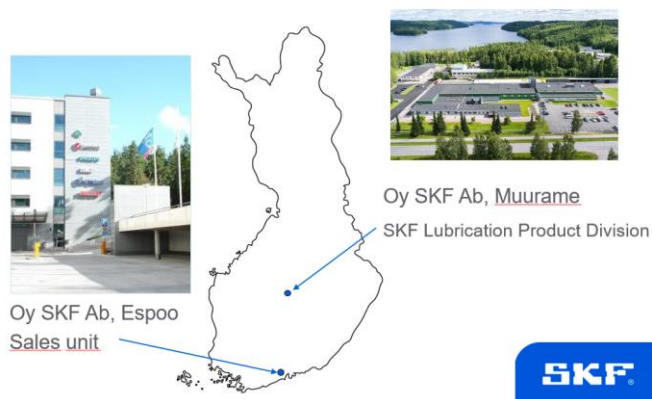 Oy SKF Ab, Muurame
SKF Lubrication Product Division
Oy SKF Ab, Espoo
Sales unit
SKF®